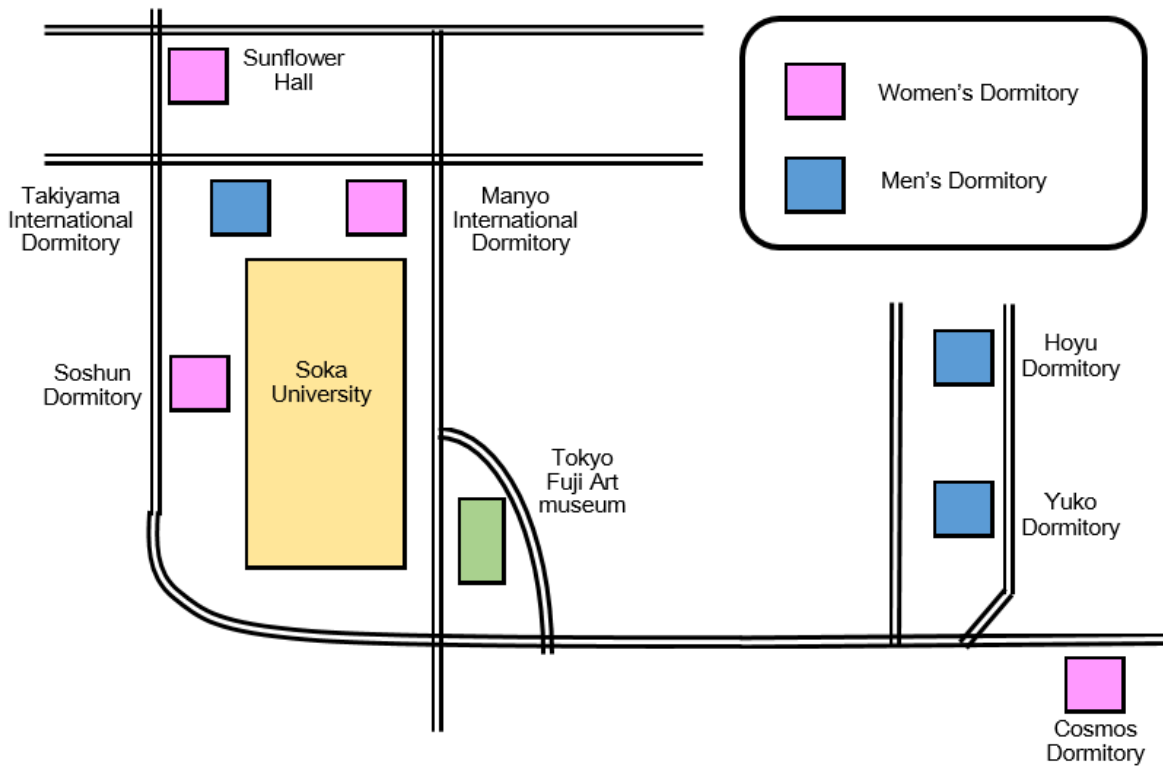 Sunflower
Hall
Women's Dormitory
Men's Dormitory
Takiyama
International
Dormitory
Manyo
International
Dormitory
Soshun
Dormitory
Soka
University
Hoyu
Dormitory
Tokyo
Fuji Art
museum
Yuko
Dormitory
Cosmos
Dormitory